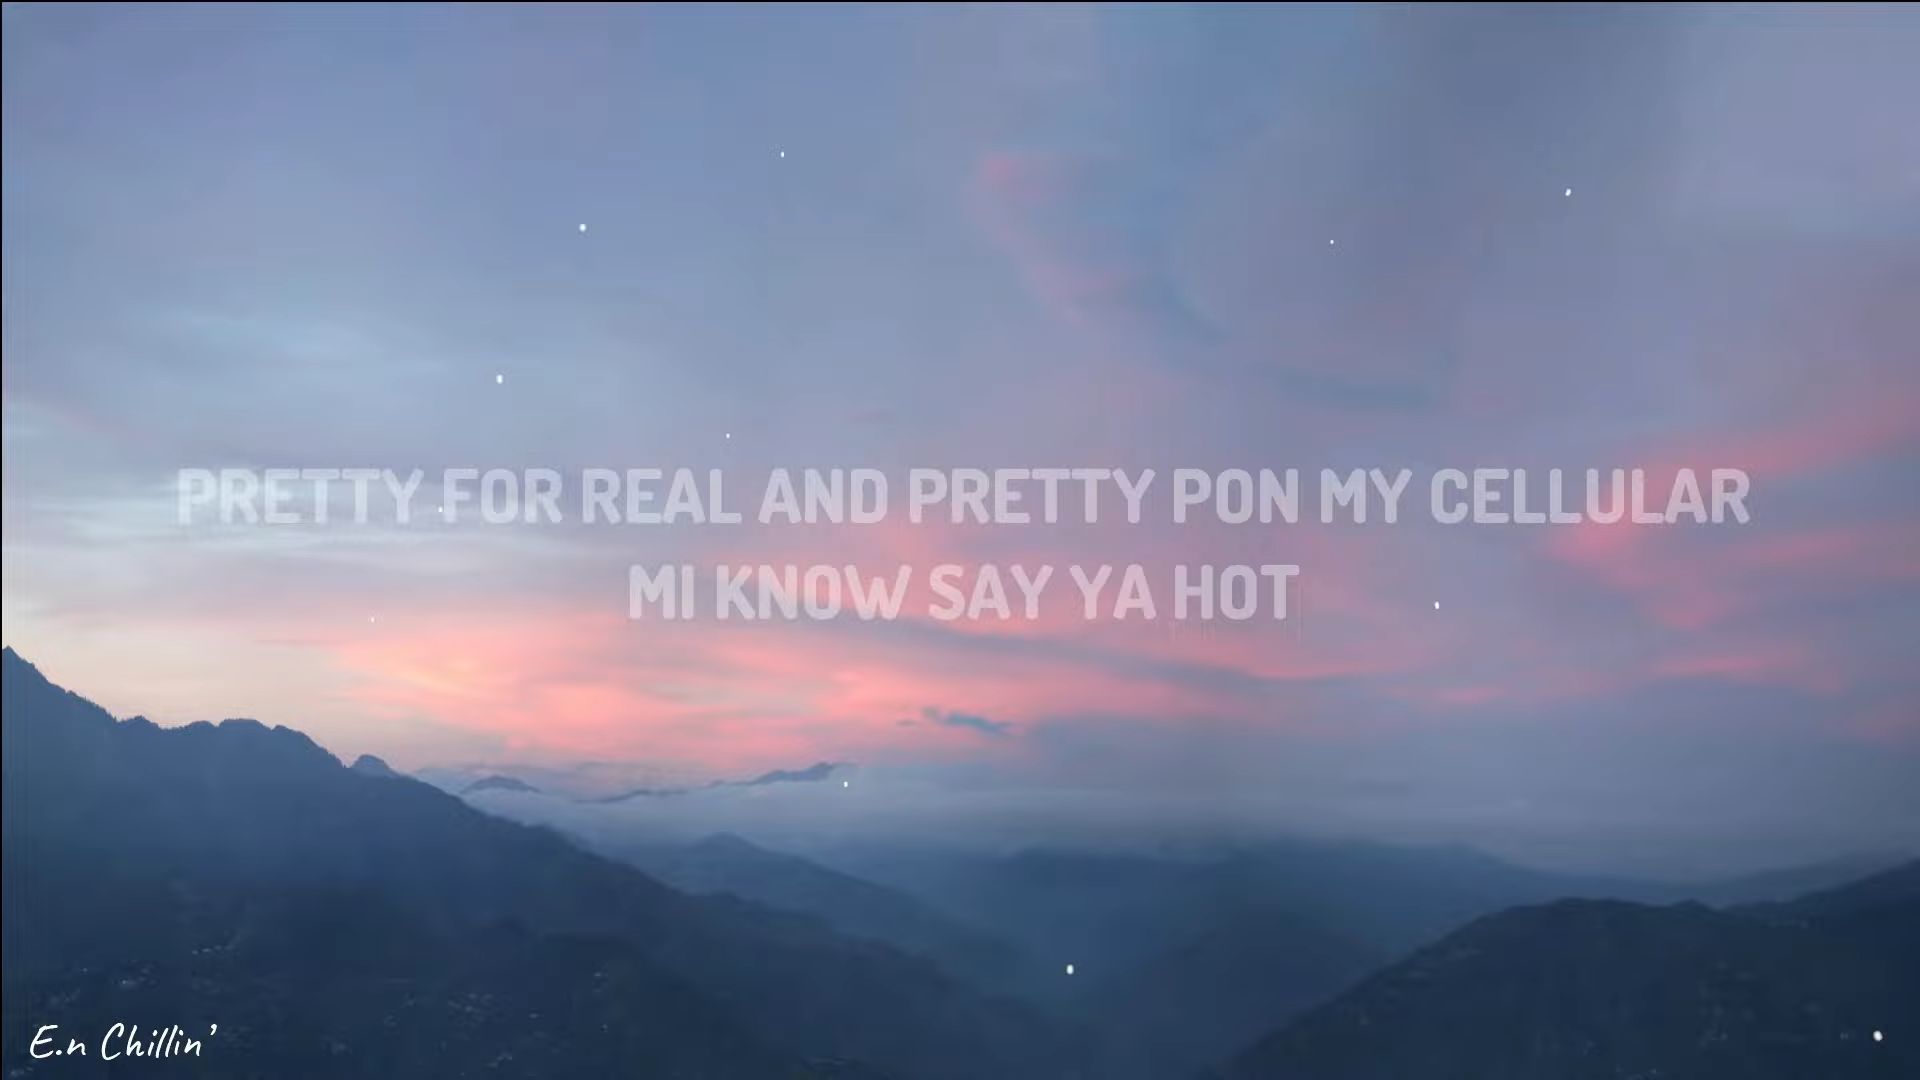 PRETTY FOR REAL AND PRETTY PON MY CELLULAR
MI KNOW SAY YA HOT
E.n Chillin'